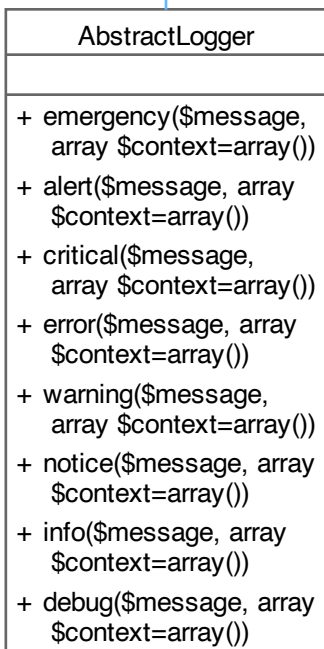 AbstractLogger
+ emergency($message,
array $context=array())
+ alert($message, array
$context=array())
+ critical($message,
array $context=array())
+ error($message, array
$context=array())
+ warning($message,
array $context=array())
+ notice($message, array
$context=array())
+ info($message, array
$context=array())
+ debug($message, array
$context=array())